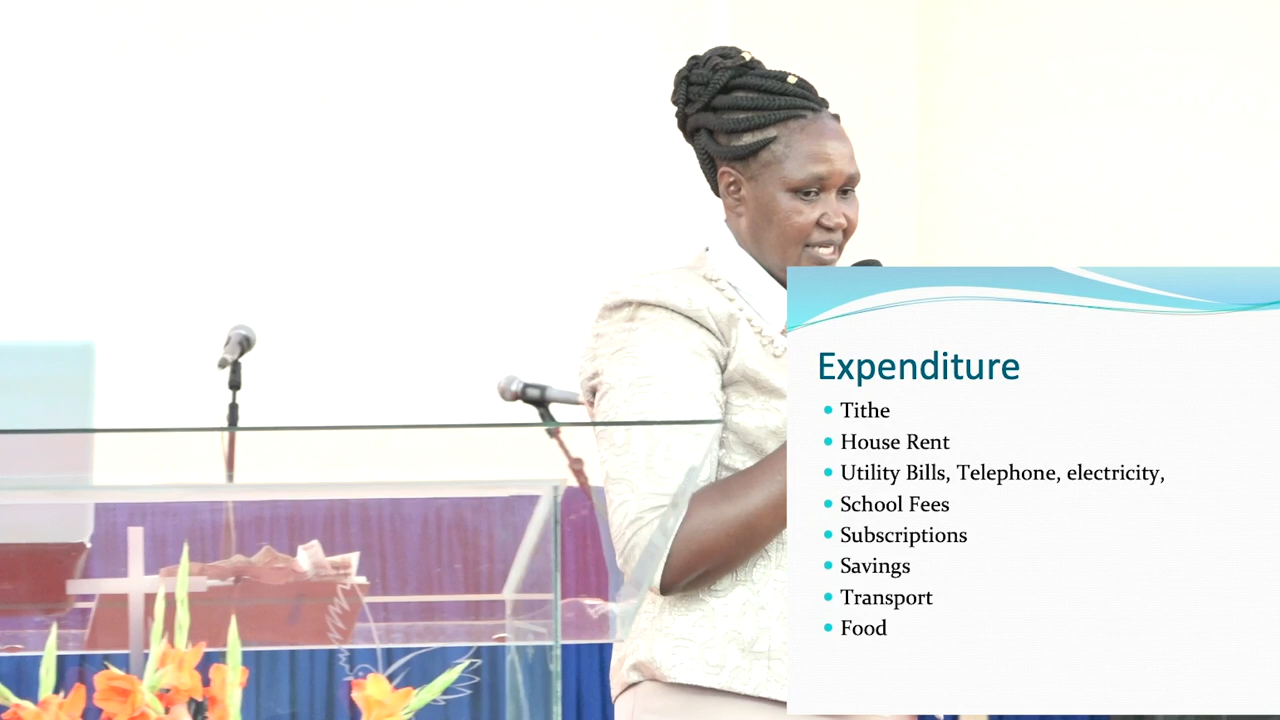 Expenditure
Tithe
House Rent
Utility Bills, Telephone, electricity,
School Fees
Subscriptions
Savings
Transport
Food